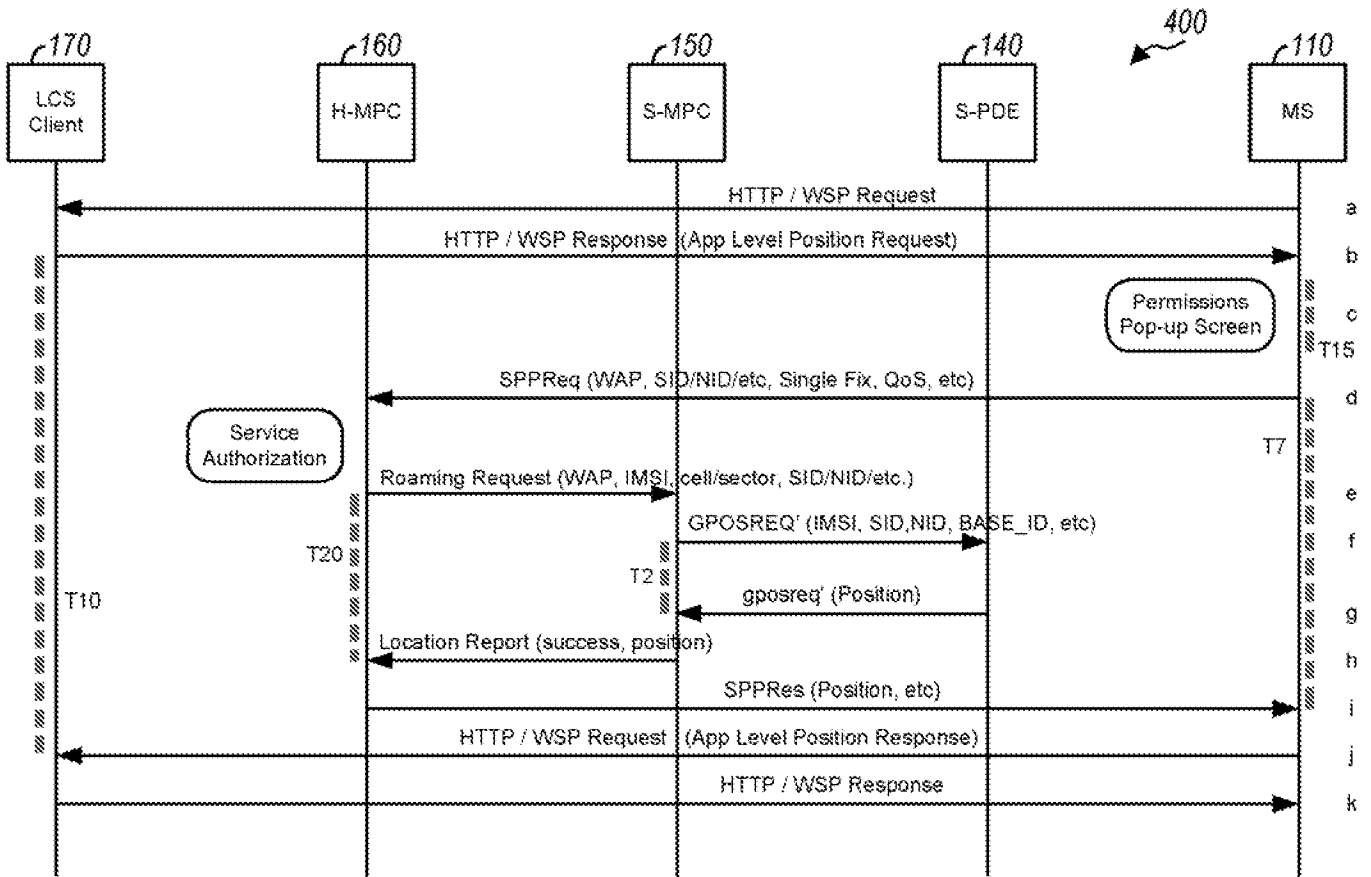 400
170
160
150
140
110
LCS
Client
H-MPC
S-MPC
S-PDE
MS
HTTP / WSP Request
a
HTTP / WSP Response (App Level Position Request)
b
Permissions
Pop-up Screen
c
T15
SPPReq (WAP, SID/NID/etc, Single Fix, QoS, etc)
d
Service
Authorization
T7
Roaming Request (WAP, IMSI, cell/sector, SID/NID/etc.)
e
GPOSREQ' (IMSI, SID,NID, BASE_ID, etc)
f
T20
T2
T10
gposreq' (Position)
g
Location Report (success, position)
h
SPPRes (Position, etc)
i
HTTP / WSP Request (App Level Position Response)
j
HTTP / WSP Response
k